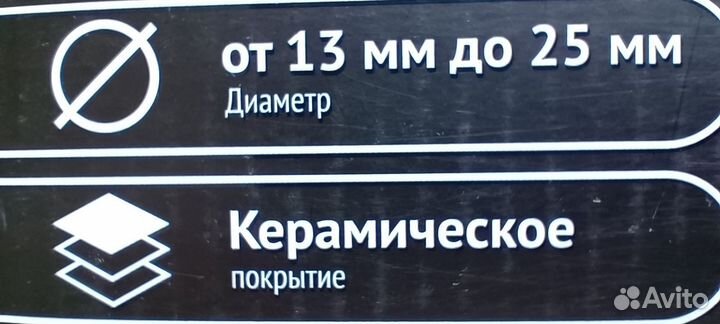 от 13 мм до 25 мм
Диаметр
Керамическое
покрытие
Avito